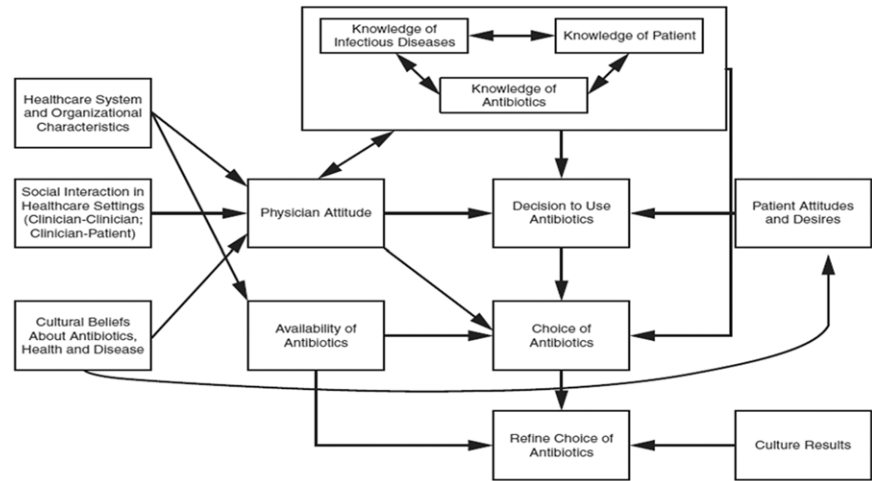 Knowledge of
Infectious Diseases
Knowledge of Patient
Knowledge of
Antibiotics
Healthcare System
and Organizational
Characteristics
Social Interaction in
Healthcare Settings
(Clinician-Clinician;
Clinician-Patient)
Physician Attitude
Decision to Use
Antibiotics
Patient Attitudes
and Desires
Cultural Beliefs
About Antibiotics,
Health and Disease
Availability of
Antibiotics
Choice of
Antibiotics
Refine Choice of
Antibiotics
Culture Results